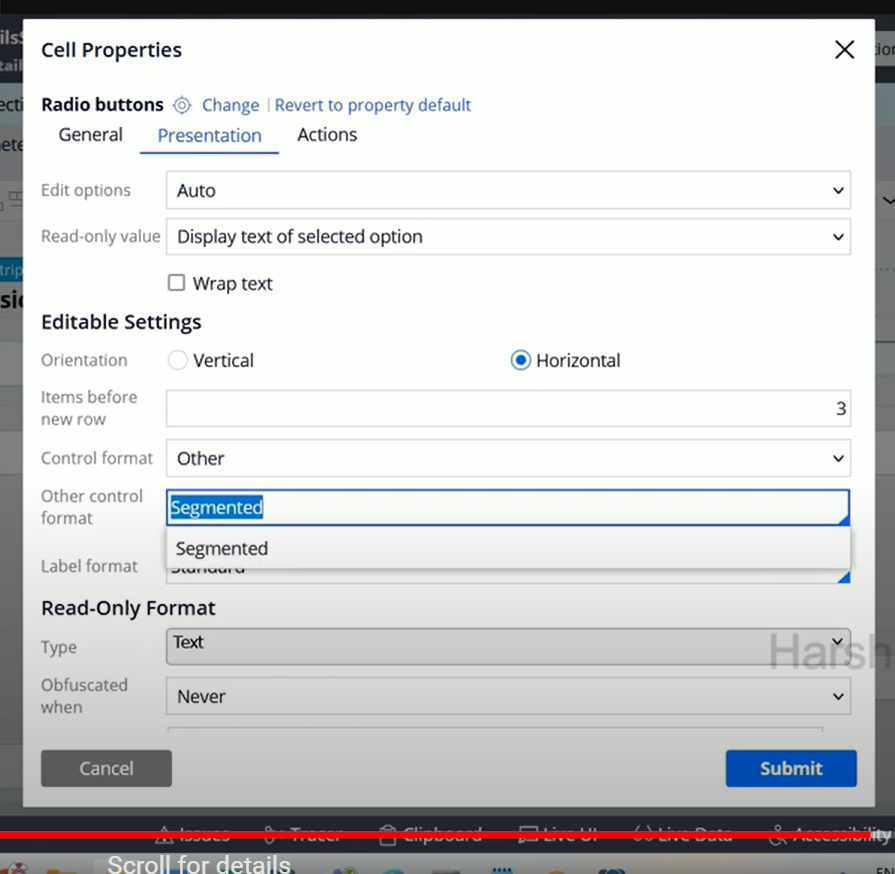 Cell Properties
Radio buttons Change | Revert to property default
General Presentation Actions
Edit options Auto
Read-only value Display text of selected option
Wrap text
Editable Settings
Orientation Vertical Horizontal
Items before
new row
3
Control format Other
Other control
format
Segmented
Segmented
Label format Standard
Read-Only Format
Type Text
Harsh
Obfuscated
when
Never
Cancel Submit
Issues Tracer Clipboard Live UI Live Data Accessibility
Scroll for details
EN